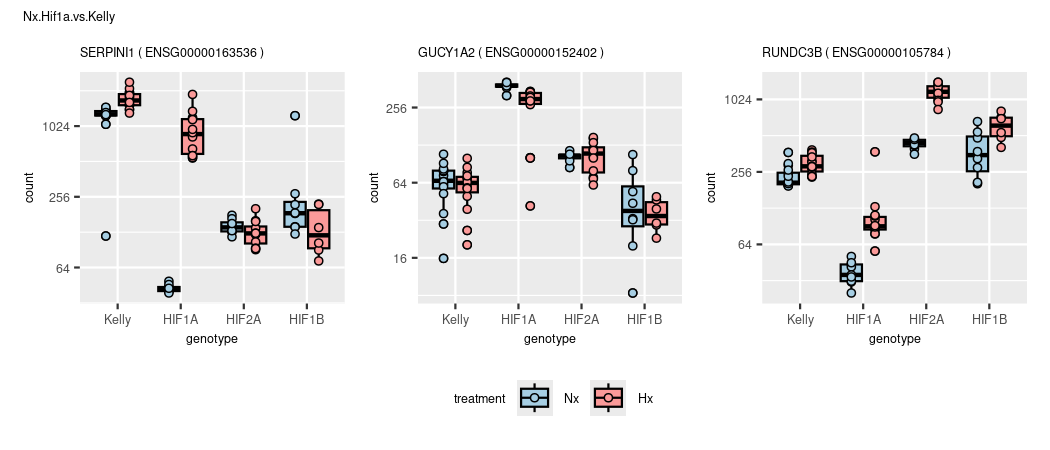 Nx.Hif1a.vs.Kelly
SERPINI1 ( ENSG00000163536 )
GUCY1A2 ( ENSG00000152402 )
RUNDC3B ( ENSG00000105784 )
count
1024
256
64
Kelly HIF1A HIF2A HIF1B
genotype
count
256
64
16
Kelly HIF1A HIF2A HIF1B
genotype
count
1024
256
64
Kelly HIF1A HIF2A HIF1B
genotype
treatment Nx Hx